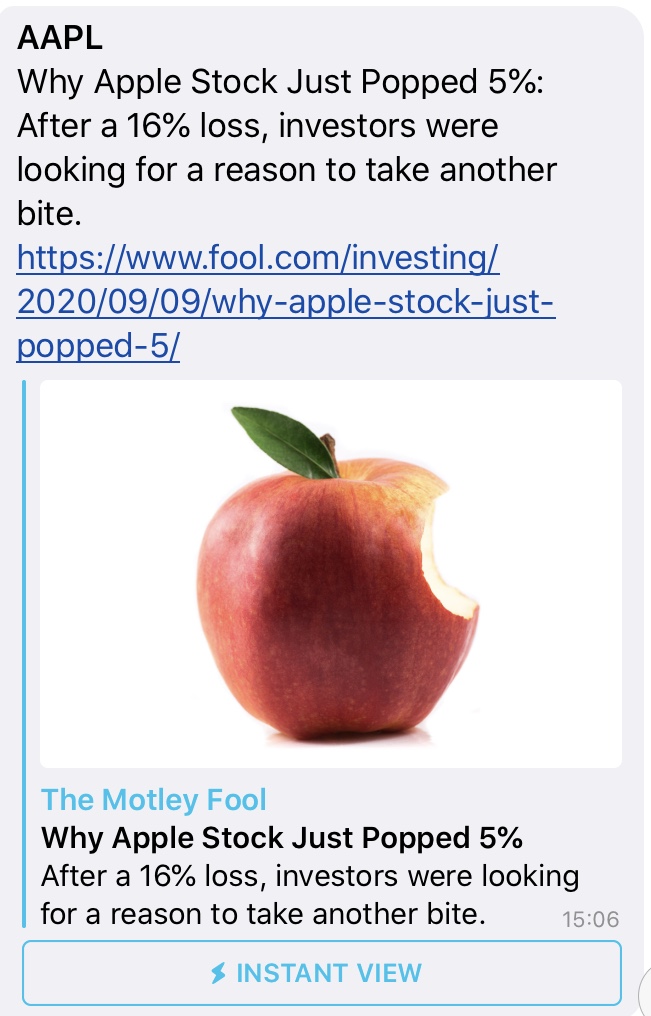 AAPL
Why Apple Stock Just Popped 5%:
After a 16% loss, investors were
looking for a reason to take another
bite.
https://www.fool.com/investing/
2020/09/09/why-apple-stock-just-
popped-5/
The Motley Fool
Why Apple Stock Just Popped 5%
After a 16% loss, investors were looking
for a reason to take another bite.
15:06
INSTANT VIEW